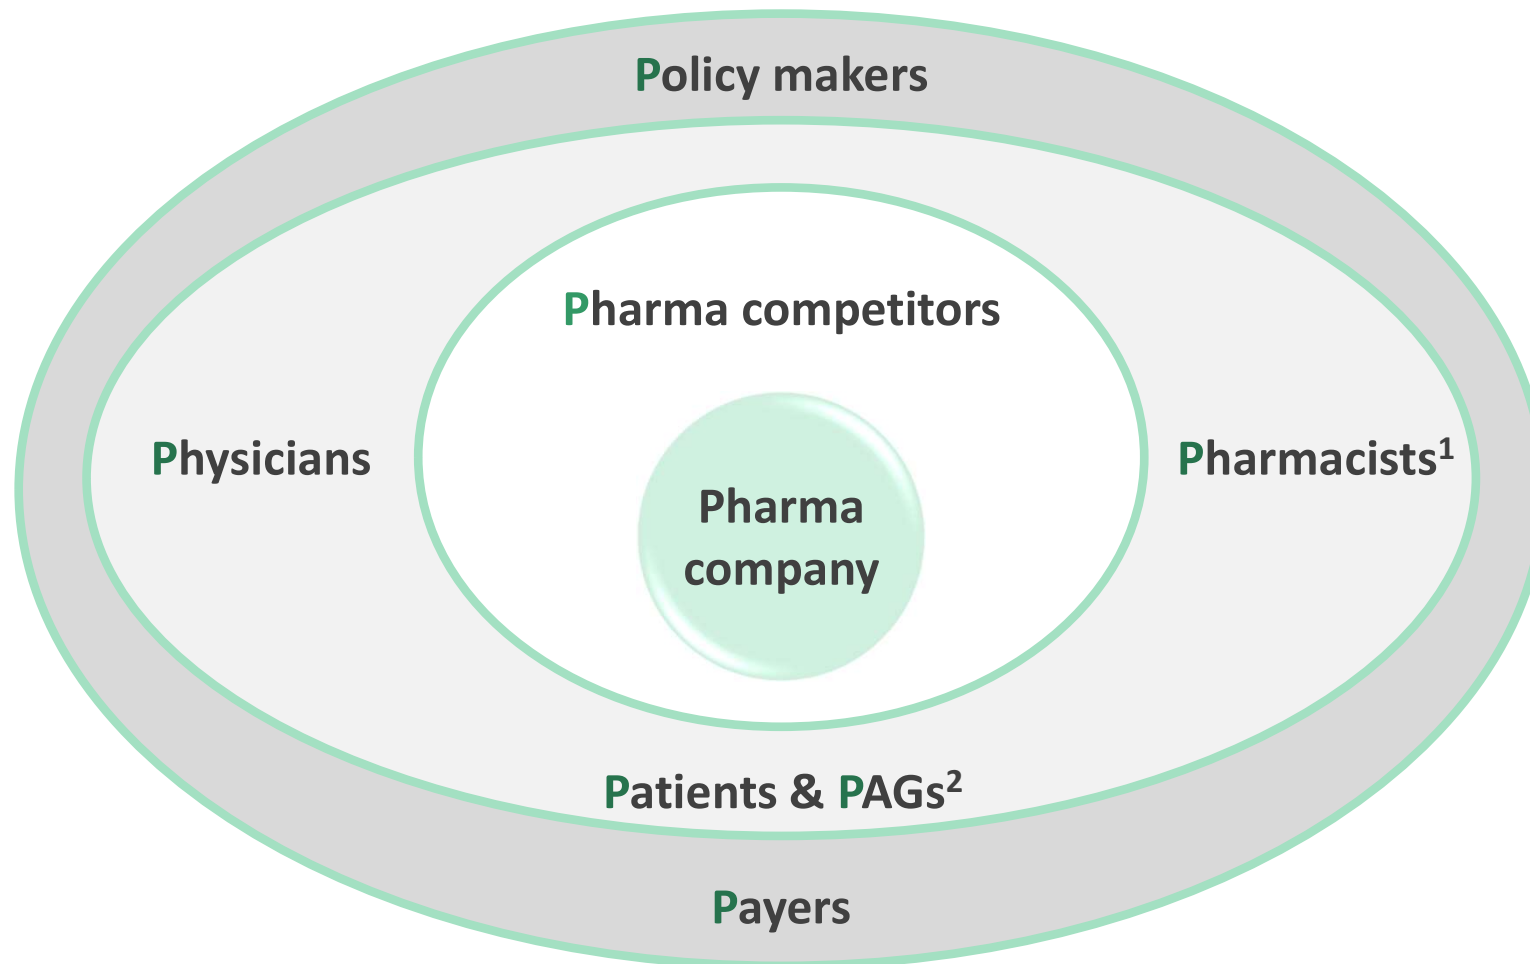 Policy makers
Pharma competitors
Physicians
Pharmacists¹
Pharma
company
Patients & PAGs²
Payers